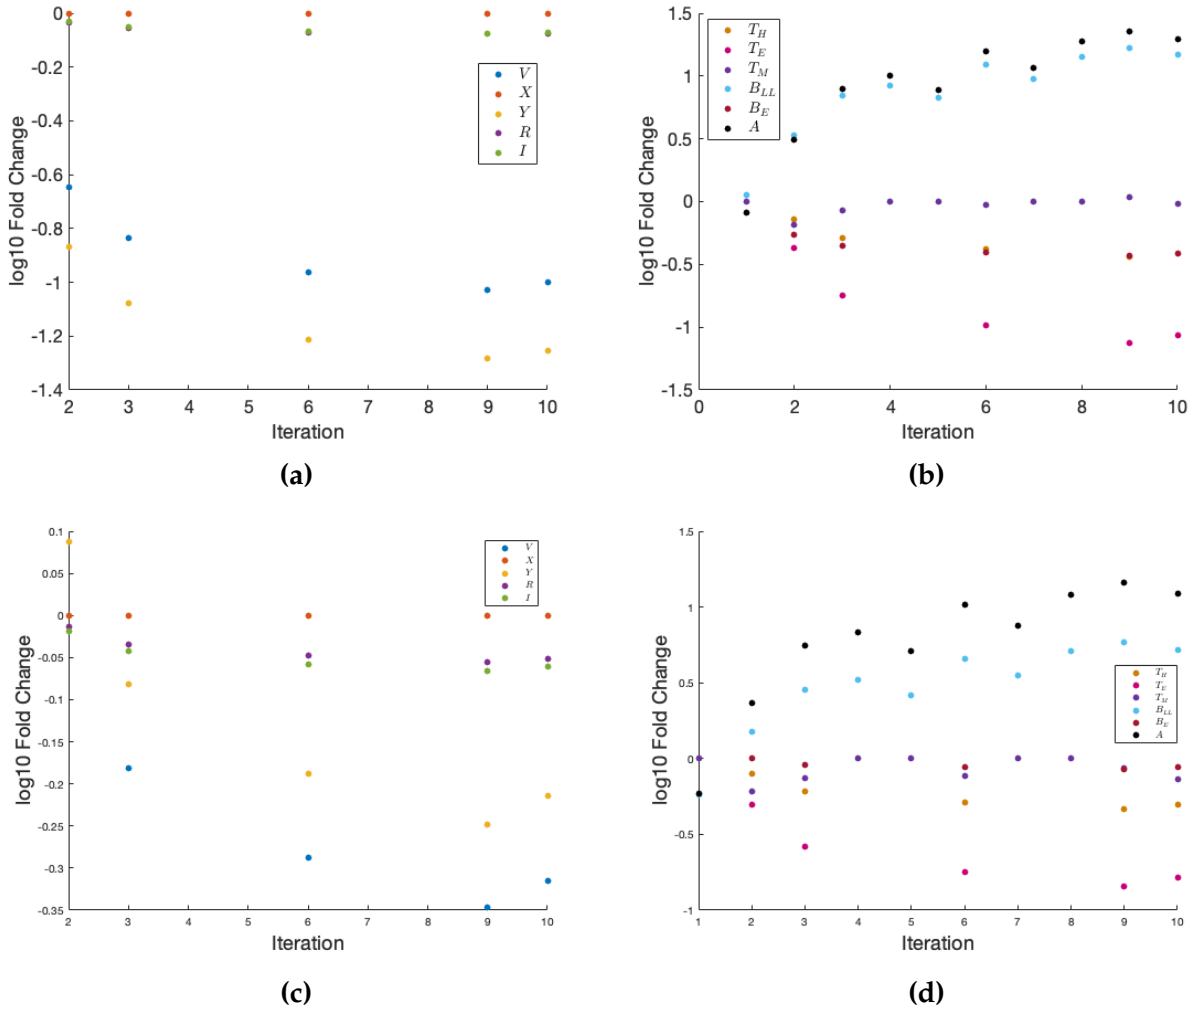 0
-0.2
-0.4
-0.6
-0.8
-1
-1.2
-1.4
log10 Fold Change
2 3 4 5 6 7 8 9 10
Iteration
V
X
Y
R
I
(a)
1.5
1
0.5
0
-0.5
-1
-1.5
log10 Fold Change
0 2 4 6 8 10
Iteration
T_H
T_E
T_M
B_{LL}
B_E
A
(b)
0.1
0.05
0
-0.05
-0.1
-0.15
-0.2
-0.25
-0.3
-0.35
log10 Fold Change
2 3 4 5 6 7 8 9 10
Iteration
V
X
Y
R
I
(c)
1.5
1
0.5
0
-0.5
-1
log10 Fold Change
1 2 3 4 5 6 7 8 9 10
Iteration
T_H
T_E
T_M
B_{LL}
B_E
A
(d)